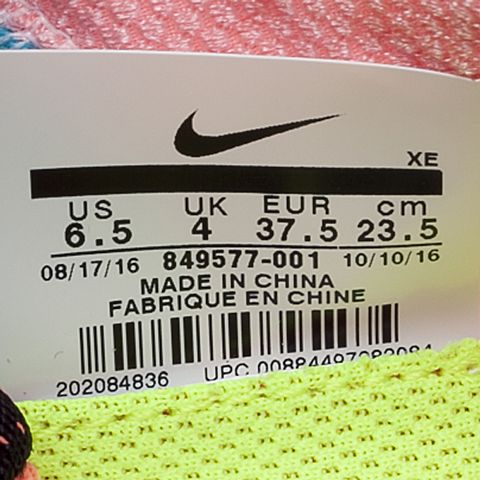 XE
US UK EUR cm
6.5 4 37.5 23.5
08/17/16 849577-001 10/10/16
MADE IN CHINA
FABRIQUE EN CHINE
202084836 UPC